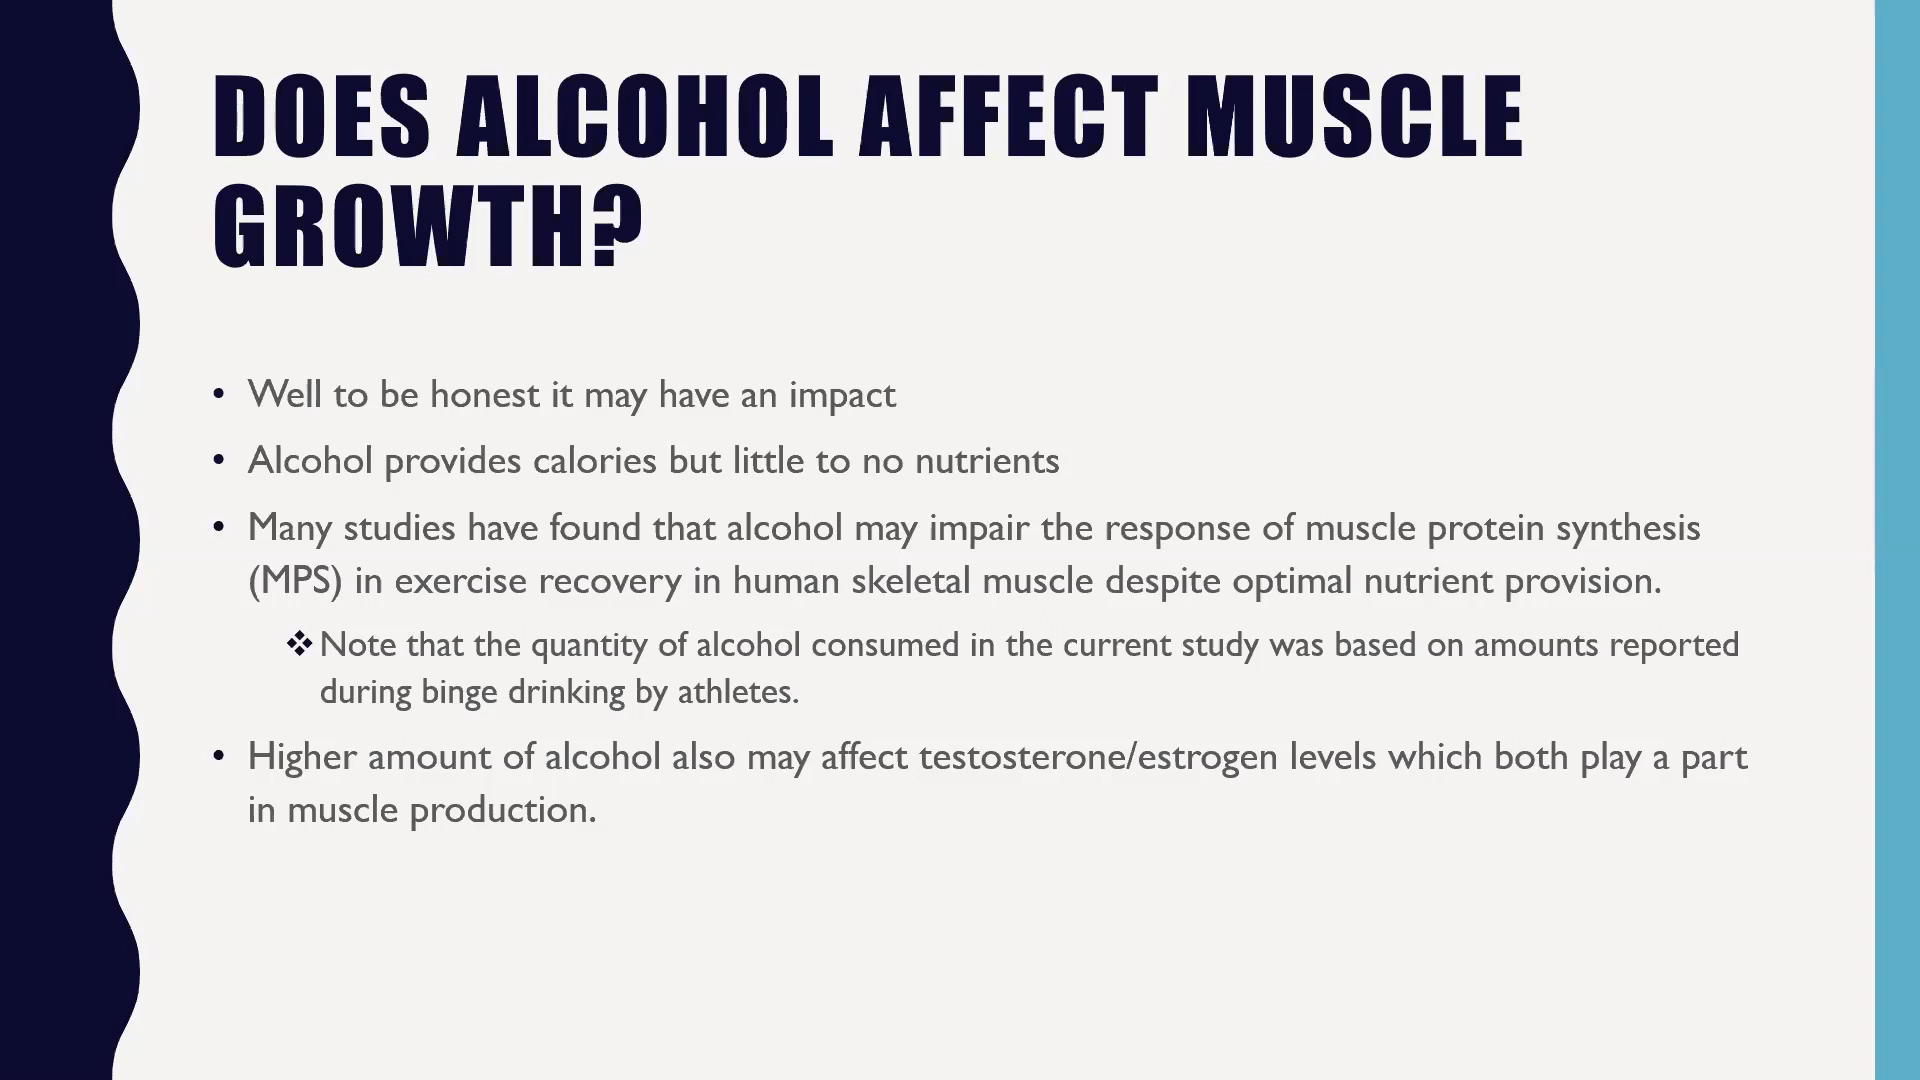 DOES ALCOHOL AFFECT MUSCLE
GROWTH?
• Well to be honest it may have an impact
• Alcohol provides calories but little to no nutrients
• Many studies have found that alcohol may impair the response of muscle protein synthesis
(MPS) in exercise recovery in human skeletal muscle despite optimal nutrient provision.
❖ Note that the quantity of alcohol consumed in the current study was based on amounts reported
during binge drinking by athletes.
• Higher amount of alcohol also may affect testosterone/estrogen levels which both play a part
in muscle production.